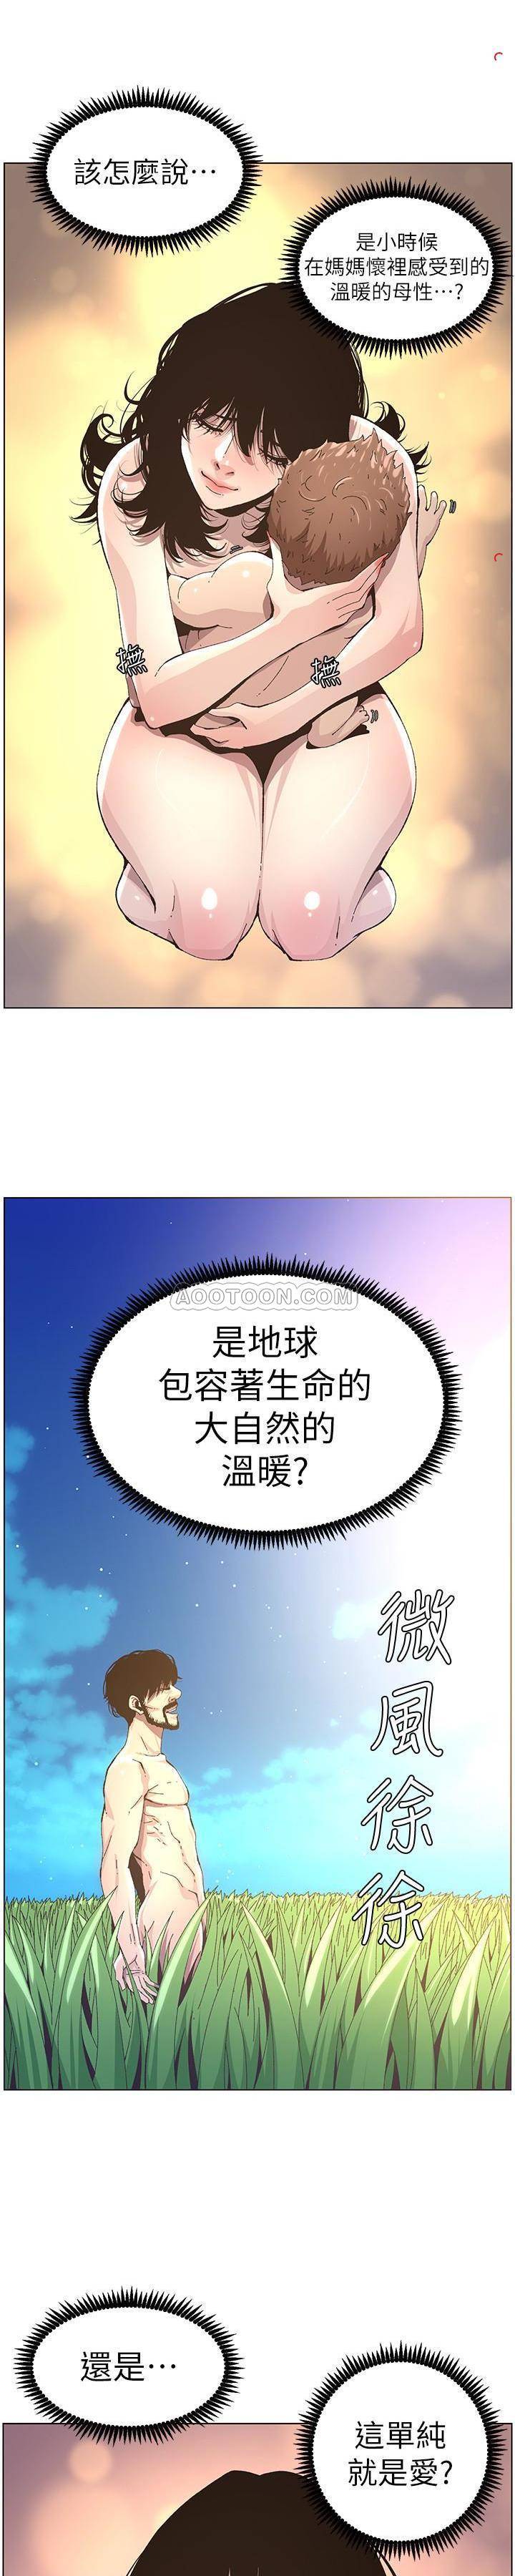 該怎麼說⋯
是小時候
在媽媽懷裡感受到的
溫暖的母性⋯?
撫
撫
AOOTOON.COM
是地球
包容著生命的
大自然的
溫暖?
微風徐徐
還是⋯
這單純
就是愛?